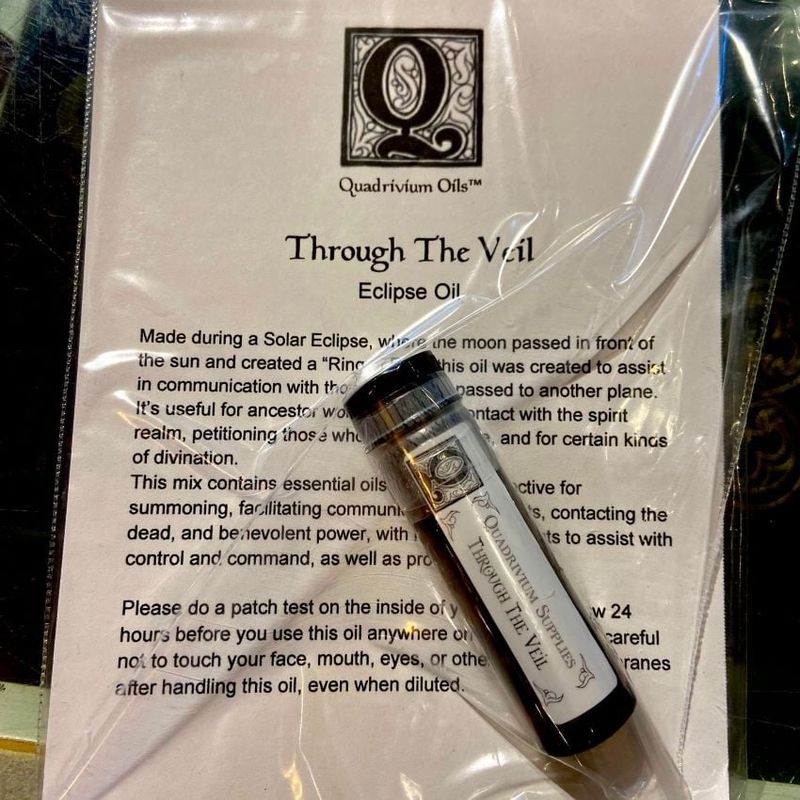 Q
Quadrivium Oils™
Through The Veil
Eclipse Oil
Made during a Solar Eclipse, where the moon passed in front of
the sun and created a "Ring this oil was created to assist
in communication with passed to another plane.
It's useful for ancestor contact with the spirit
realm, petitioning those who and for certain kinds
of divination.
This mix contains essential oils for
summoning, facilitating contacting the
dead, and benevolent power, with to assist with
control and command, as well as
Please do a patch test on the inside of 24
hours before you use this oil anywhere careful
not to touch your face, mouth, eyes, or
after handling this oil, even when diluted.
Q
Quadrivium Supplies
Through The Veil